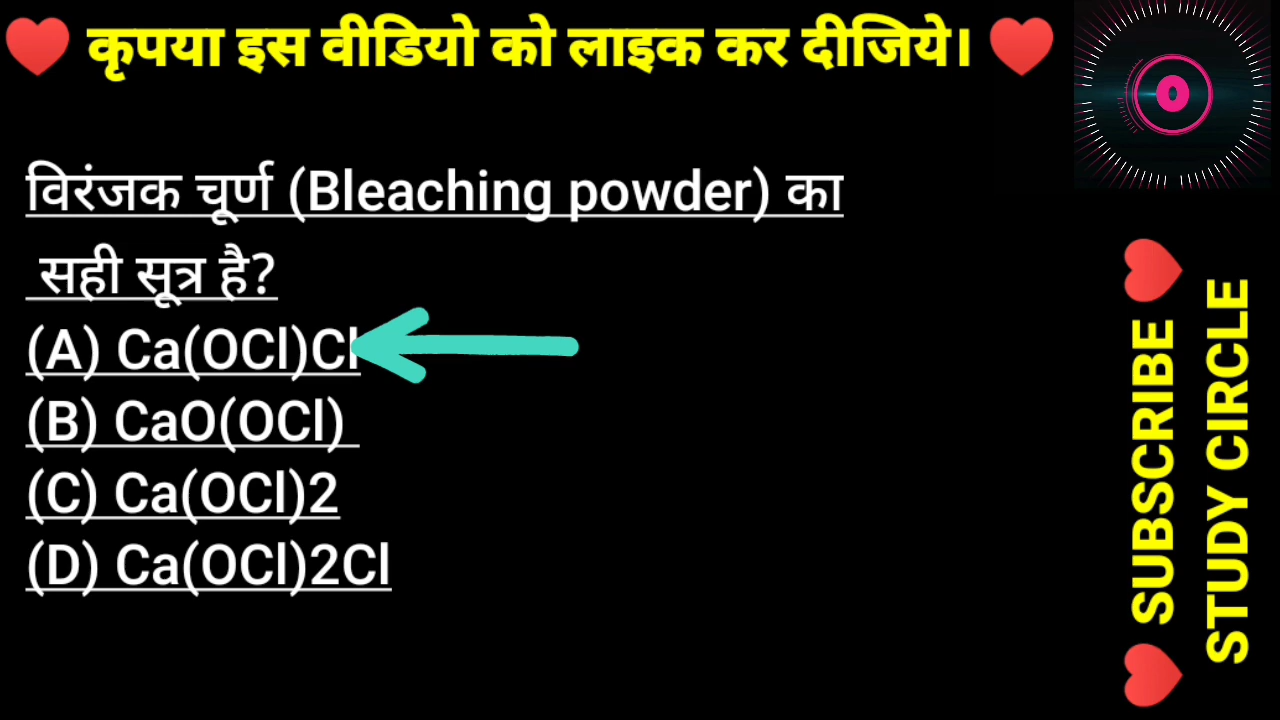 कृपया इस वीडियो को लाइक कर दीजिये।
विरंजक चूर्ण (Bleaching powder) का
सही सूत्र है?
(A) Ca(OCl)Cl
(B) CaO(OCl)
(C) Ca(OCl)2
(D) Ca(OCl)2Cl
SUBSCRIBE
STUDY CIRCLE